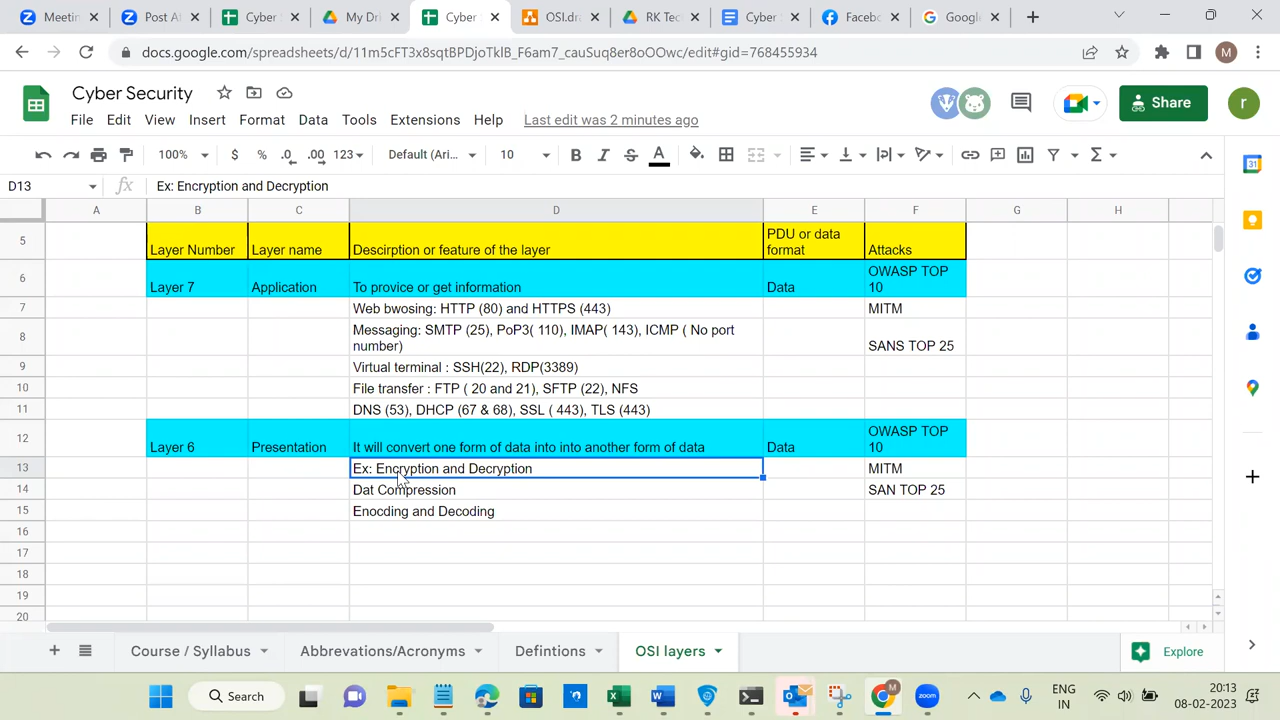 Meetin
Post At
Cyber S
My Driv
Cyber S
OSI.dra
RK Tec
Cyber S
Facebo
Google
docs.google.com/spreadsheets/d/11m5cFT3x8sqtBPDjoTklB_F6am7_cauSuq8er8oOOwc/edit#gid=768455934
M
Cyber Security
Share
r
File Edit View Insert Format Data Tools Extensions Help Last edit was 2 minutes ago
100% $ % .0 .00 123 Default (Ari... 10 B I S A
31
D13 fx Ex: Encryption and Decryption
A B C D E F G H
5 Layer Number Layer name Descirption or feature of the layer PDU or data format Attacks
6 Layer 7 Application To provice or get information Data OWASP TOP 10
7 Web bwosing: HTTP (80) and HTTPS (443) MITM
8 Messaging: SMTP (25), PoP3( 110), IMAP( 143), ICMP ( No port number) SANS TOP 25
9 Virtual terminal : SSH(22), RDP(3389)
10 File transfer : FTP ( 20 and 21), SFTP (22), NFS
11 DNS (53), DHCP (67 & 68), SSL ( 443), TLS (443)
12 Layer 6 Presentation It will convert one form of data into into another form of data Data OWASP TOP 10
13 Ex: Encryption and Decryption MITM
14 Dat Compression SAN TOP 25
15 Enocding and Decoding
16
17
18
19
20
Course / Syllabus Abbrevations/Acronyms Defintions OSI layers Explore
Search
zoom
ENG
IN
20:13
08-02-2023